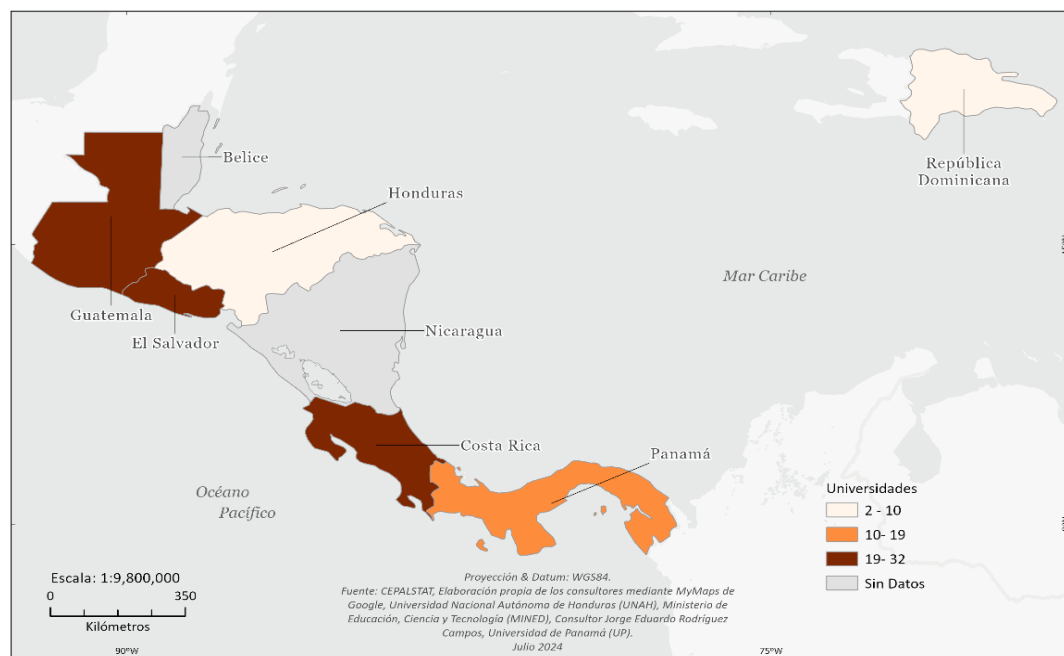 Belice
Honduras
República
Dominicana
Mar Caribe
Guatemala
El Salvador
Nicaragua
Costa Rica
Panamá
Océano
Pacífico
Universidades
2 - 10
10- 19
19- 32
Sin Datos
Escala: 1:9,800,000
0 350
Kilómetros
Proyección & Datum: WGS84.
Fuente: CEPALSTAT, Elaboración propia de los consultores mediante MyMaps de
Google, Universidad Nacional Autónoma de Honduras (UNAH), Ministerio de
Educación, Ciencia y Tecnología (MINED), Consultor Jorge Eduardo Rodríguez
Campos, Universidad de Panamá (UP).
Julio 2024
90°W
75°W